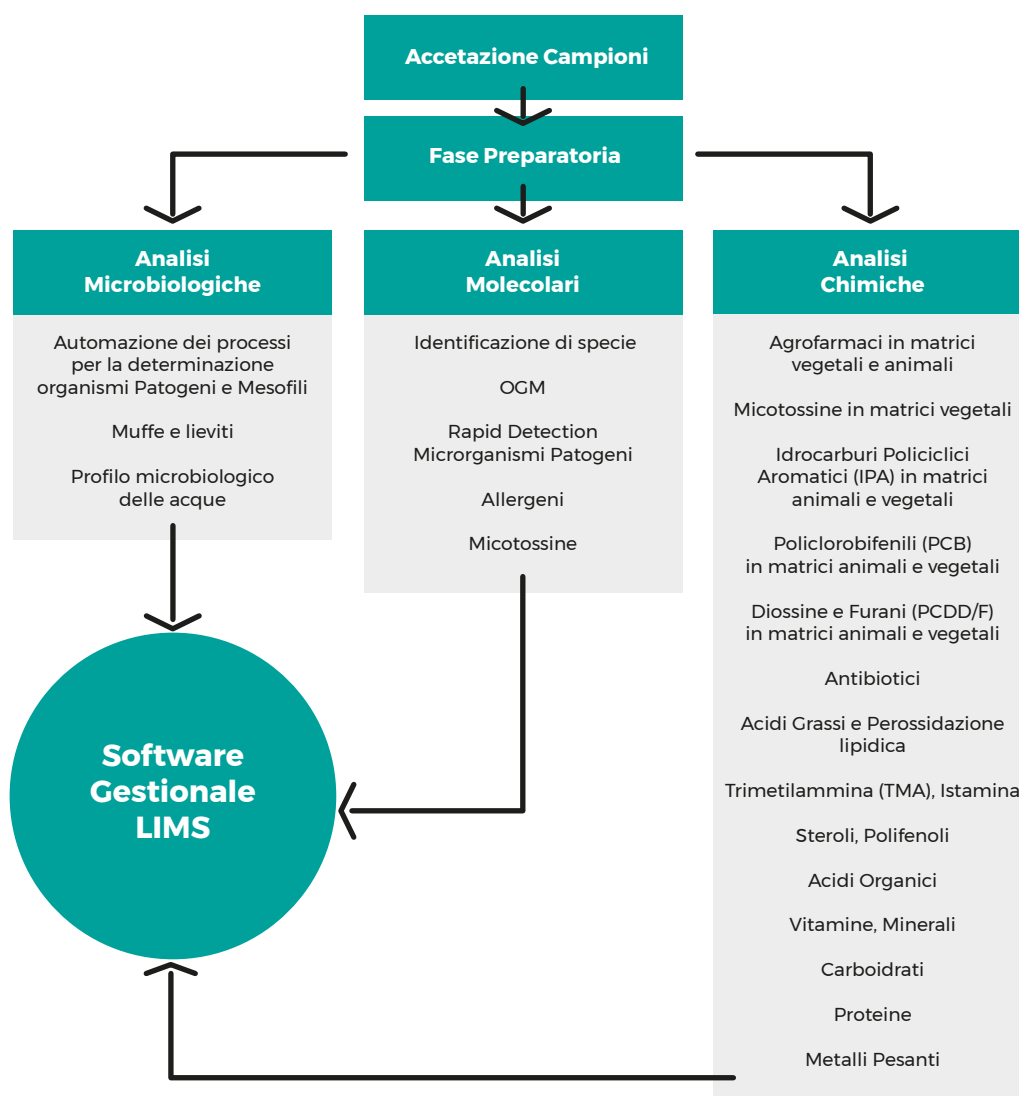 Accetazione Campioni
Fase Preparatoria
Analisi
Microbiologiche
Automazione dei processi
per la determinazione
organismi Patogeni e Mesofili
Muffe e lieviti
Profilo microbiologico
delle acque
Analisi
Molecolari
Identificazione di specie
OGM
Rapid Detection
Microrganismi Patogeni
Allergeni
Micotossine
Analisi
Chimiche
Agrofarmaci in matrici
vegetali e animali
Micotossine in matrici vegetali
Idrocarburi Policiclici
Aromatici (IPA) in matrici
animali e vegetali
Policlorobifenili (PCB)
in matrici animali e vegetali
Diossine e Furani (PCDD/F)
in matrici animali e vegetali
Antibiotici
Acidi Grassi e Perossidazione
lipidica
Trimetilammina (TMA), Istamina
Steroli, Polifenoli
Acidi Organici
Vitamine, Minerali
Carboidrati
Proteine
Metalli Pesanti
Software
Gestionale
LIMS